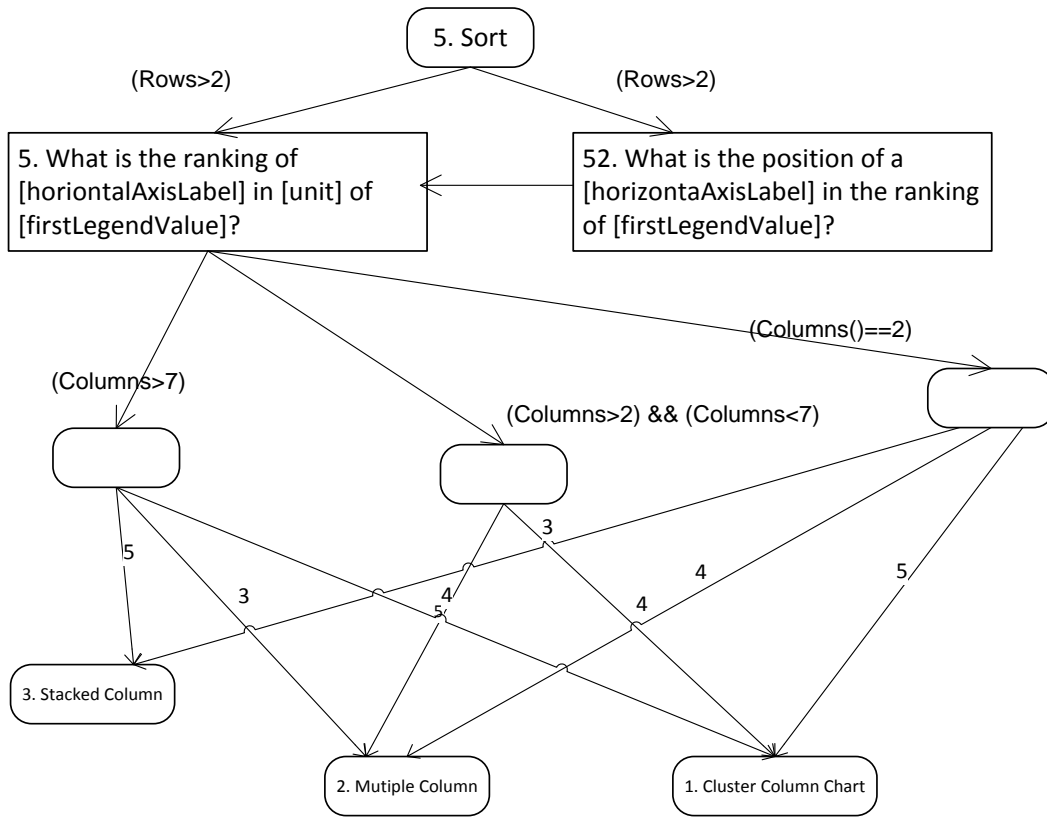 5. Sort
(Rows>2)
(Rows>2)
5. What is the ranking of
[horiontalAxisLabel] in [unit] of
[firstLegendValue]?
52. What is the position of a
[horizontaAxisLabel] in the ranking
of [firstLegendValue]?
(Columns()==2)
(Columns>7)
(Columns>2) && (Columns<7)
3
5
4
5
3
4
5
4
3. Stacked Column
2. Mutiple Column
1. Cluster Column Chart